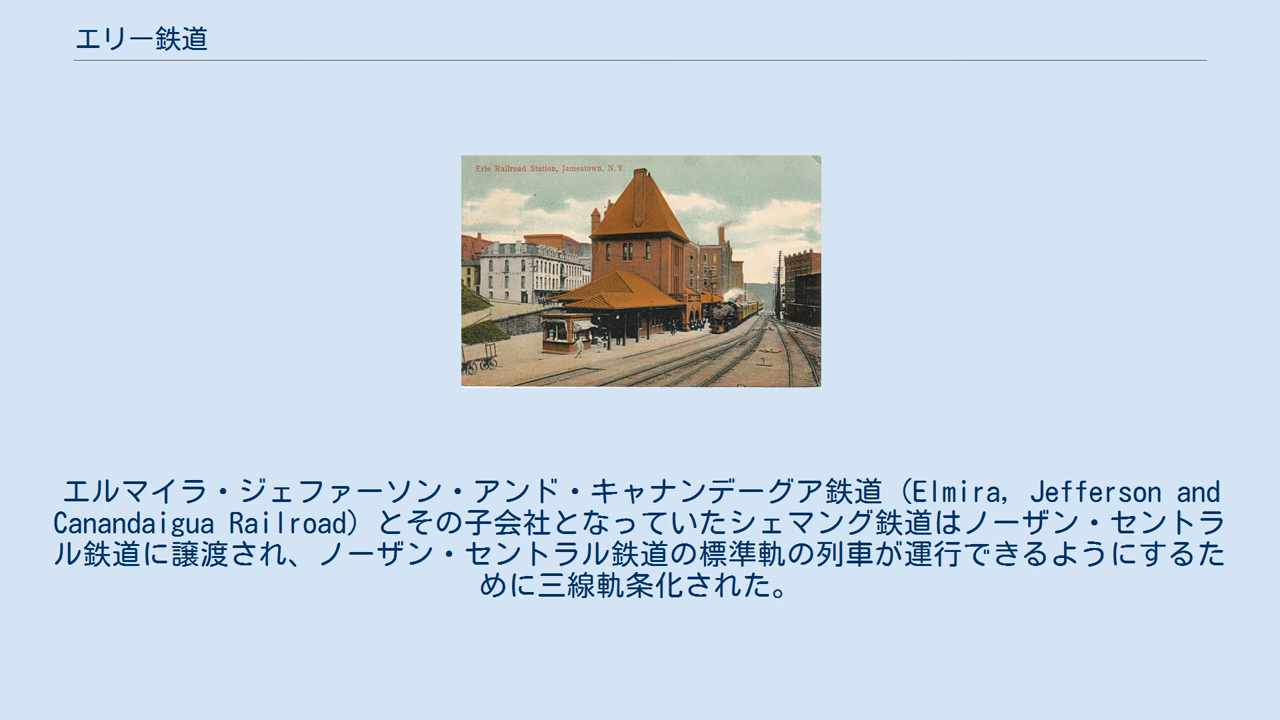 エリー鉄道
Erie Railroad Station, Jamestown, N.Y.
エルマイラ・ジェファーソン・アンド・キャナンデーグア鉄道（Elmira, Jefferson and
Canandaigua Railroad）とその子会社となっていたシェマング鉄道はノーザン・セントラ
ル鉄道に譲渡され、ノーザン・セントラル鉄道の標準軌の列車が運行できるようにするた
めに三線軌条化された。